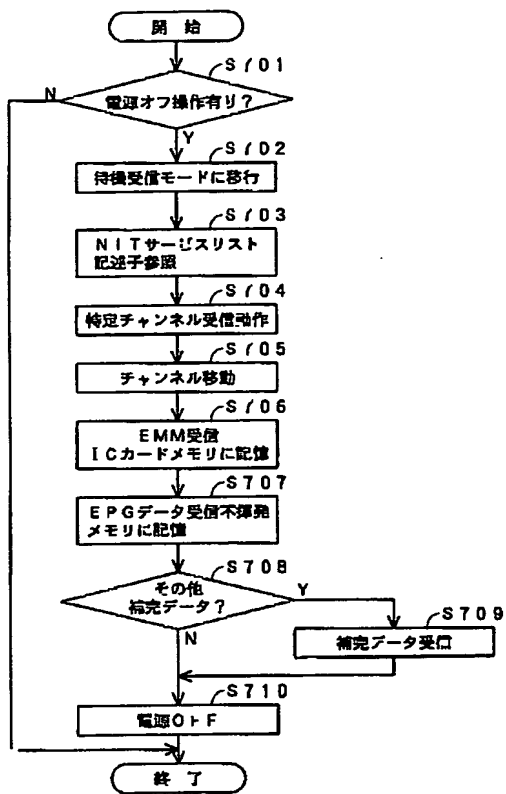 開 始
S701
電源オフ操作有り？
N
Y
S702
待機受信モードに移行
S703
NITサービスリスト
記述子参照
S704
特定チャンネル受信動作
S705
チャンネル移動
S706
EMM受信
ICカードメモリに記憶
S707
EPGデータ受信不揮発
メモリに記憶
S708
その他
補完データ？
Y
N
S709
補完データ受信
S710
電源OFF
終 了